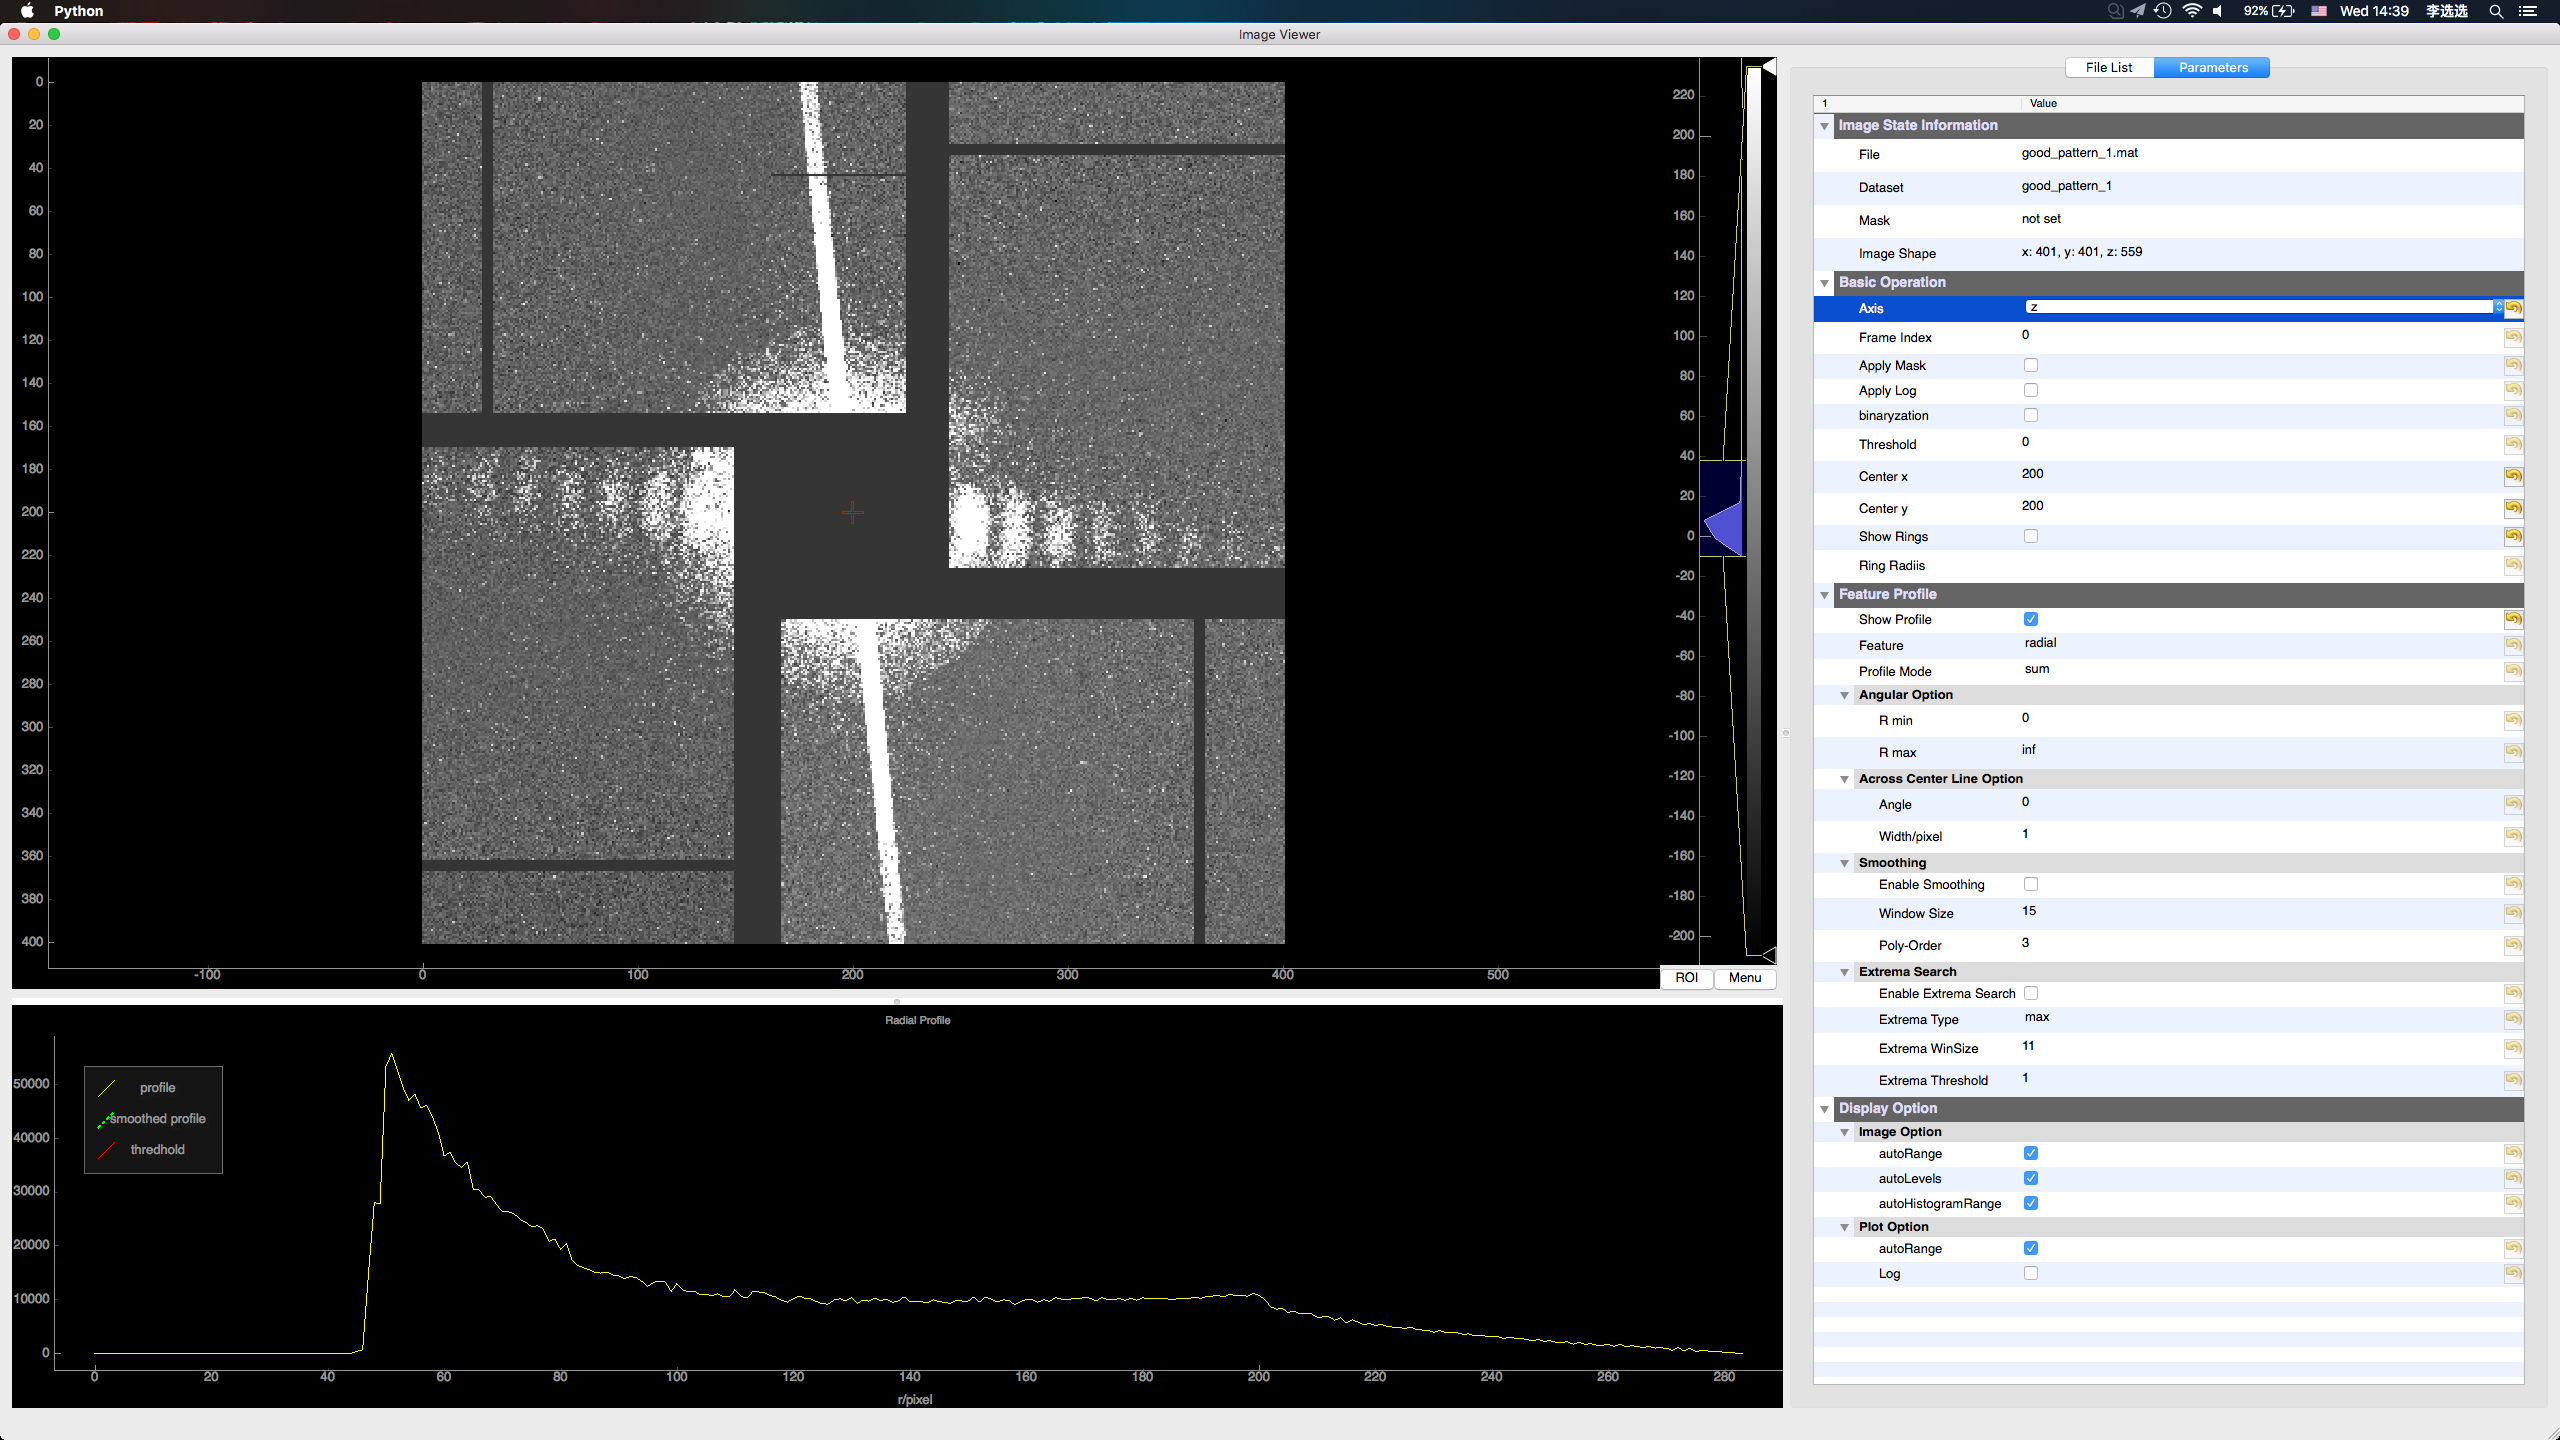 Python
92%
Wed 14:39
李选选
Image Viewer
0
20
40
60
80
100
120
140
160
180
200
220
240
260
280
300
320
340
360
380
400
-100
0
100
200
300
400
500
220
200
180
160
140
120
100
80
60
40
20
0
-20
-40
-60
-80
-100
-120
-140
-160
-180
-200
ROI Menu
Radial Profile
profile
smoothed profile
thredhold
50000
40000
30000
20000
10000
0
0 20 40 60 80 100 120 140 160 180 200 220 240 260 280
r/pixel
File List Parameters
1 Value
Image State Information
File good_pattern_1.mat
Dataset good_pattern_1
Mask not set
Image Shape x: 401, y: 401, z: 559
Basic Operation
Axis z
Frame Index 0
Apply Mask
Apply Log
binaryzation
Threshold 0
Center x 200
Center y 200
Show Rings
Ring Radiis
Feature Profile
Show Profile
Feature radial
Profile Mode sum
Angular Option
R min 0
R max inf
Across Center Line Option
Angle 0
Width/pixel 1
Smoothing
Enable Smoothing
Window Size 15
Poly-Order 3
Extrema Search
Enable Extrema Search
Extrema Type max
Extrema WinSize 11
Extrema Threshold 1
Display Option
Image Option
autoRange
autoLevels
autoHistogramRange
Plot Option
autoRange
Log